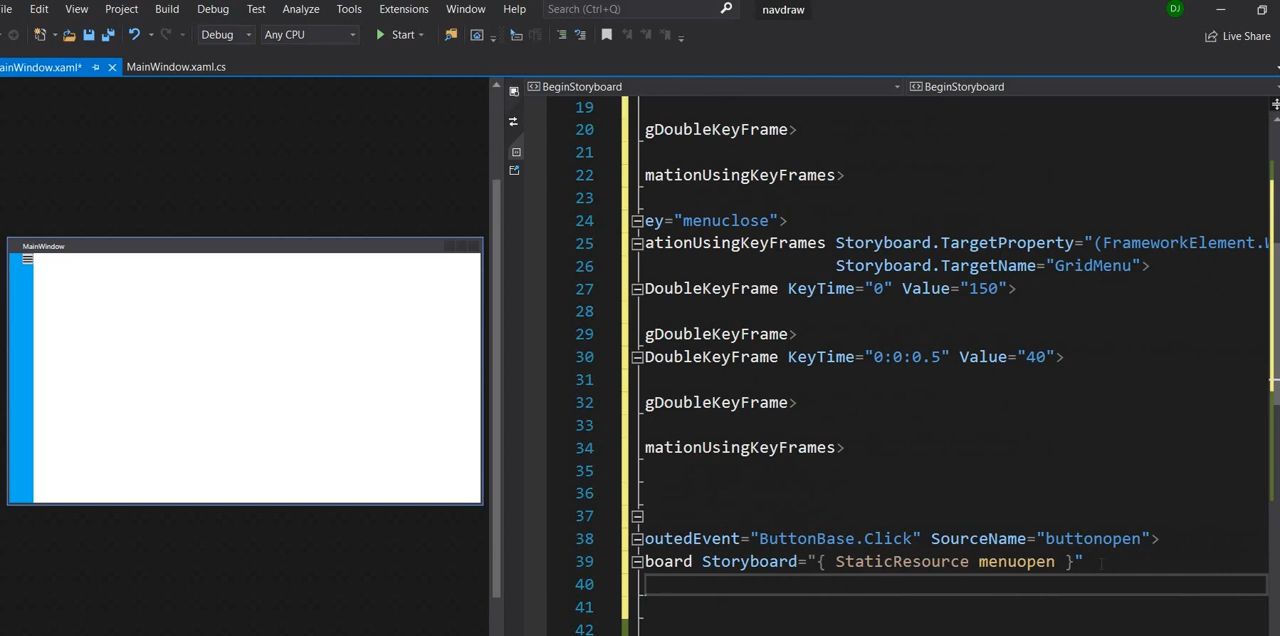 ile Edit View Project Build Debug Test Analyze Tools Extensions Window Help Search (Ctrl+Q) navdraw DJ
Debug Any CPU Start Live Share
ainWindow.xaml* MainWindow.xaml.cs
BeginStoryboard BeginStoryboard
19
20 gDoubleKeyFrame>
21
22 mationUsingKeyFrames>
23
24 ey="menuclose">
25 ationUsingKeyFrames Storyboard.TargetProperty="(FrameworkElement.W
26 Storyboard.TargetName="GridMenu">
27 DoubleKeyFrame KeyTime="0" Value="150">
28
29 gDoubleKeyFrame>
30 DoubleKeyFrame KeyTime="0:0:0.5" Value="40">
31
32 gDoubleKeyFrame>
33
34 mationUsingKeyFrames>
35
36
37
38 outedEvent="ButtonBase.Click" SourceName="buttonopen">
39 board Storyboard="{ StaticResource menuopen }"
40
41
42
MainWindow